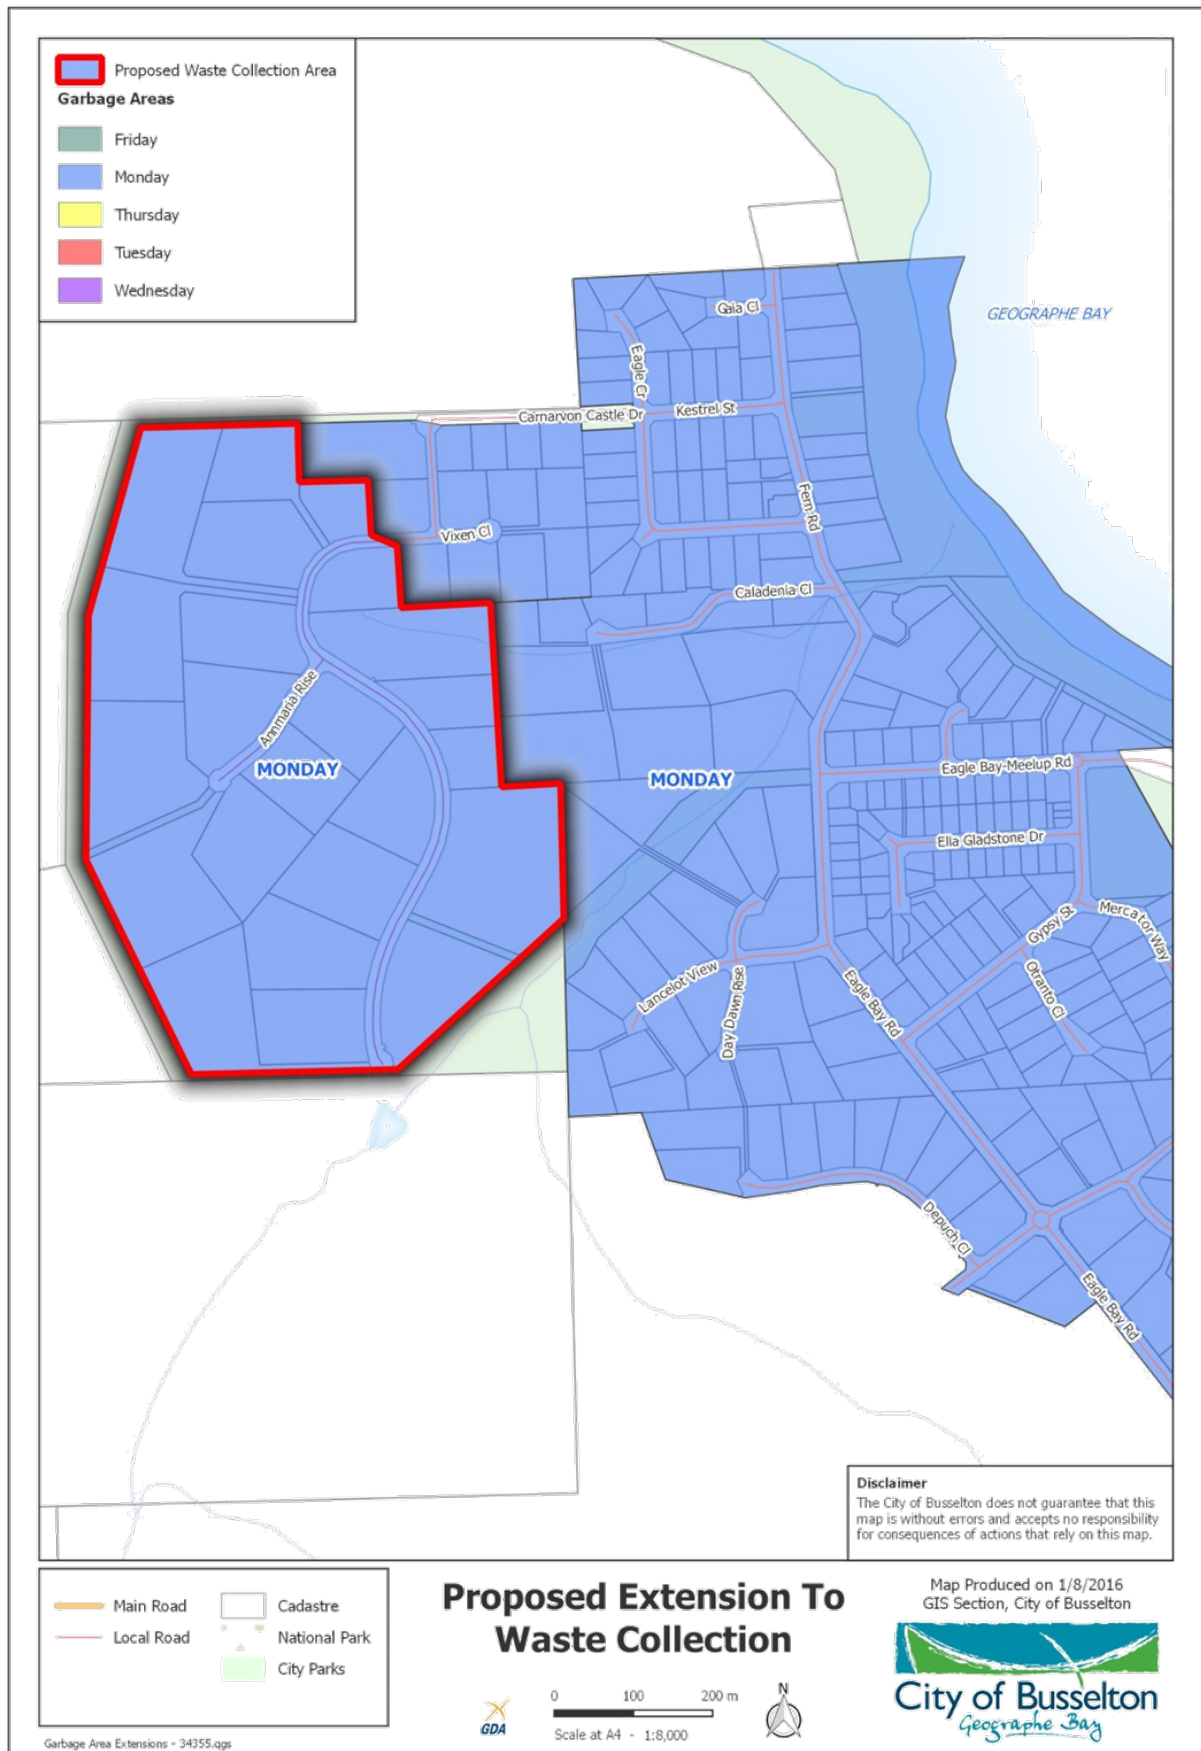 Proposed Waste Collection Area
Garbage Areas
Friday
Monday
Thursday
Tuesday
Wednesday
GEOGRAPHE BAY
Gala Cl
Eagle Cr
Carnarvon Castle Dr
Kestrel St
Fern Rd
Vixen Cl
Caladenia Cl
Annmaria Rise
MONDAY
MONDAY
Eagle Bay-Meelup Rd
Ella Gladstone Dr
Gypsy St
Mercator Way
Otranto Cl
Lancelot View
Day Dawn Rise
Eagle Bay Rd
Depuch Cl
Eagle Bay Rd
Disclaimer
The City of Busselton does not guarantee that this
map is without errors and accepts no responsibility
for consequences of actions that rely on this map.
Main Road
Local Road
Cadastre
National Park
City Parks
Proposed Extension To
Waste Collection
GDA
0 100 200 m
Scale at A4 - 1:8,000
N
Map Produced on 1/8/2016
GIS Section, City of Busselton
City of Busselton
Geographe Bay
Garbage Area Extensions - 34355.qgs